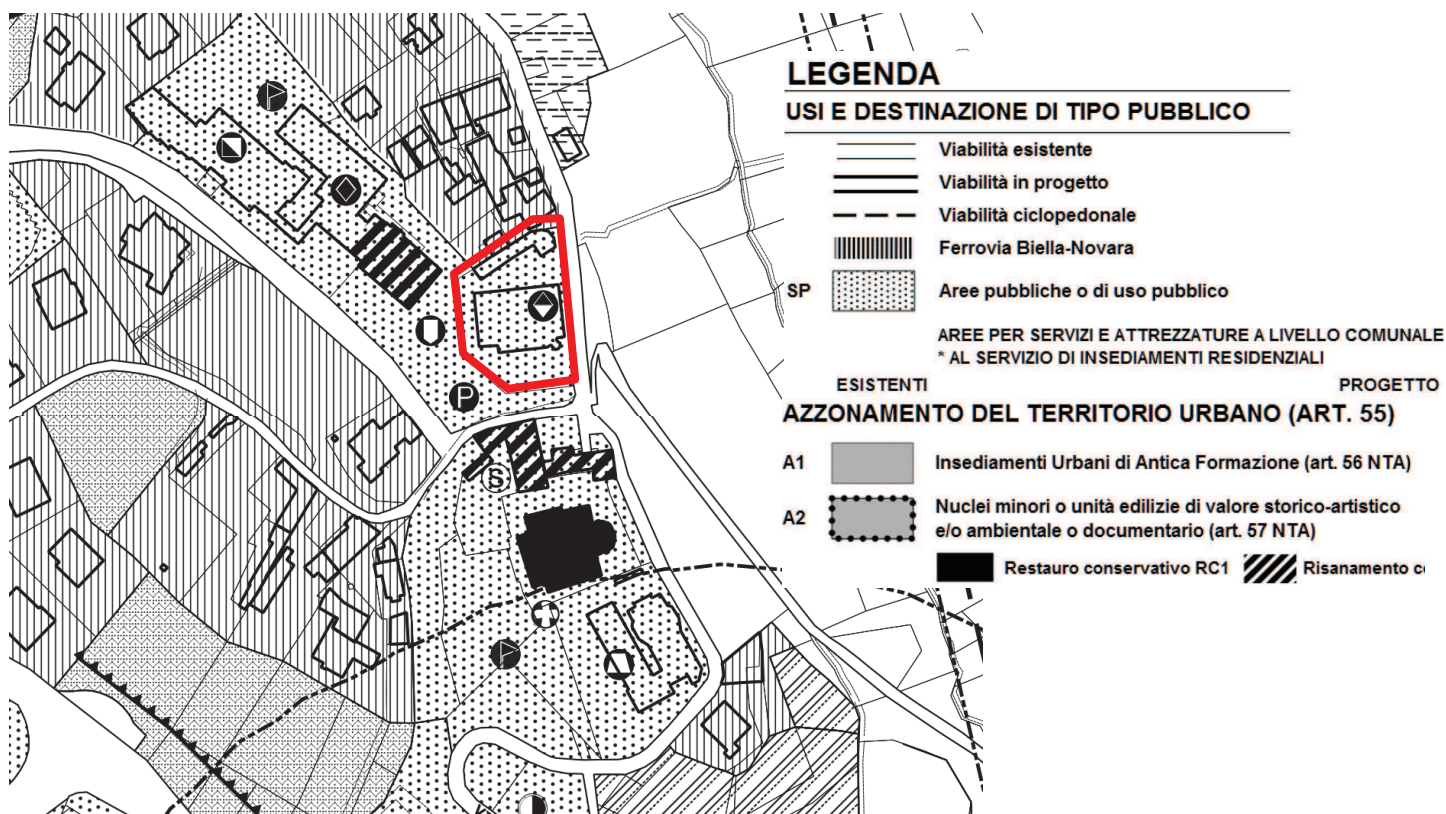 LEGENDA
USI E DESTINAZIONE DI TIPO PUBBLICO
Viabilità esistente
Viabilità in progetto
Viabilità ciclopedonale
Ferrovia Biella-Novara
SP Aree pubbliche o di uso pubblico
AREE PER SERVIZI E ATTREZZATURE A LIVELLO COMUNALE
* AL SERVIZIO DI INSEDIAMENTI RESIDENZIALI
ESISTENTI PROGETTO
AZZONAMENTO DEL TERRITORIO URBANO (ART. 55)
A1 Insediamenti Urbani di Antica Formazione (art. 56 NTA)
A2 Nuclei minori o unità edilizie di valore storico-artistico
e/o ambientale o documentario (art. 57 NTA)
Restauro conservativo RC1 Risanamento
P
S